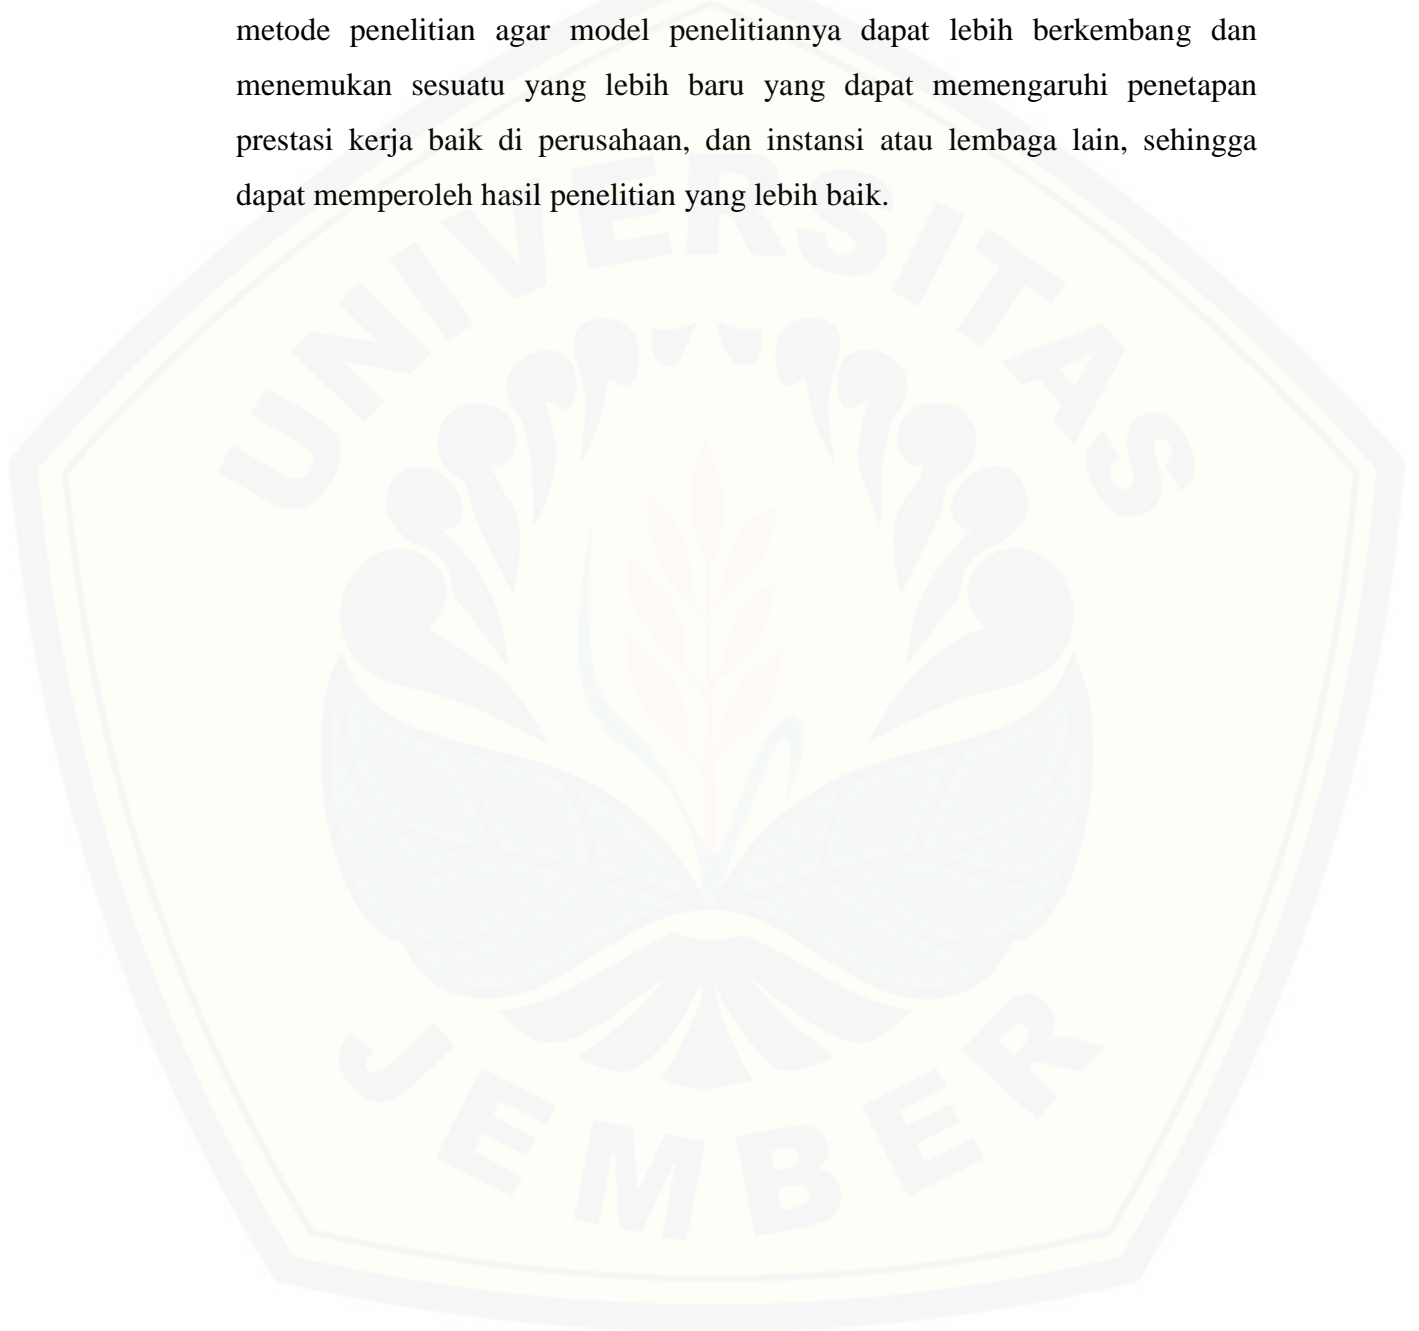 metode penelitian agar model penelitiannya dapat lebih berkembang dan
menemukan sesuatu yang lebih baru yang dapat memengaruhi penetapan
prestasi kerja baik di perusahaan, dan instansi atau lembaga lain, sehingga
dapat memperoleh hasil penelitian yang lebih baik.
UNIVERSITAS
JEMBER